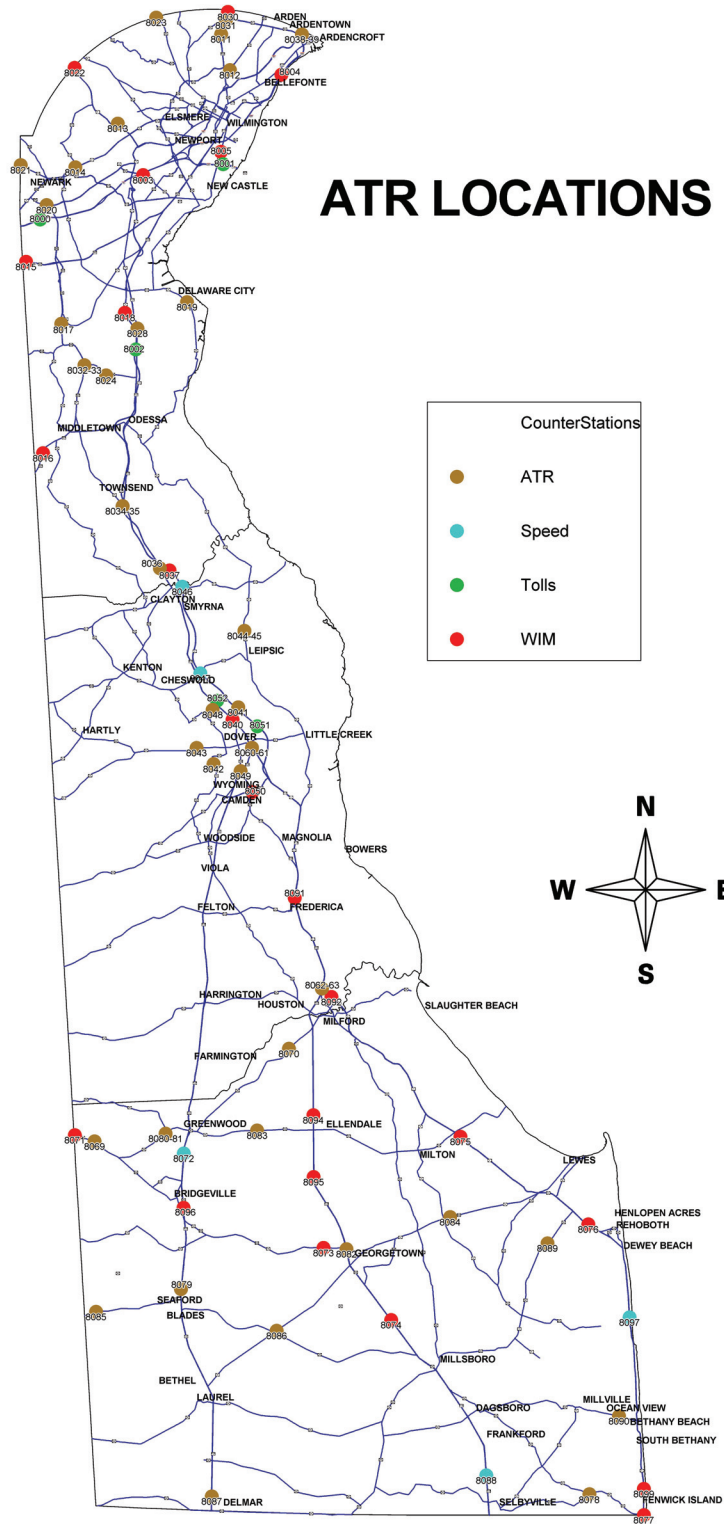 8030
ARDEN
8023
8031
ARDENTOWN
8011
8038-99
ARDENCROFT
8022
8012
8004
BELLEFONTE
ELSMERE
WILMINGTON
8013
NEWPORT
8005
8021
8014
8001
NEWARK
8003
NEW CASTLE
ATR LOCATIONS
8020
8000
8015
DELAWARE CITY
8019
8018
8017
8028
8002
8032-33
8024
CounterStations
ODESSA
MIDDLETOWN
8016
ATR
TOWNSEND
8034-35
Speed
8036
8037
Tolls
8046
CLAYTON
SMYRNA
8044-45
WIM
LEIPSIC
KENTON
CHESWOLD
8052
8048
8041
8040
8051
HARTLY
DOVER
LITTLE CREEK
8043
8060-61
8042
8049
WYOMING
8050
CAMDEN
N
WOODSIDE
MAGNOLIA
BOWERS
VIOLA
W
E
8091
FELTON
FREDERICA
S
8062-63
HARRINGTON
8092
HOUSTON
SLAUGHTER BEACH
MILFORD
FARMINGTON
8070
GREENWOOD
ELLENDALE
8094
8071
8069
8080-81
8083
8075
8072
MILTON
LEWES
8095
BRIDGEVILLE
8096
HENLOPEN ACRES
8084
8076
REHOBOTH
DEWEY BEACH
8073
8082
GEORGETOWN
8089
8079
SEAFORD
8085
BLADES
8097
8086
8074
MILLSBORO
BETHEL
LAUREL
MILLVILLE
DAGSBORO
OCEAN VIEW
8090
BETHANY BEACH
FRANKFORD
SOUTH BETHANY
8088
8099
8087
DELMAR
SELBYVILLE
8078
FENWICK ISLAND
8077